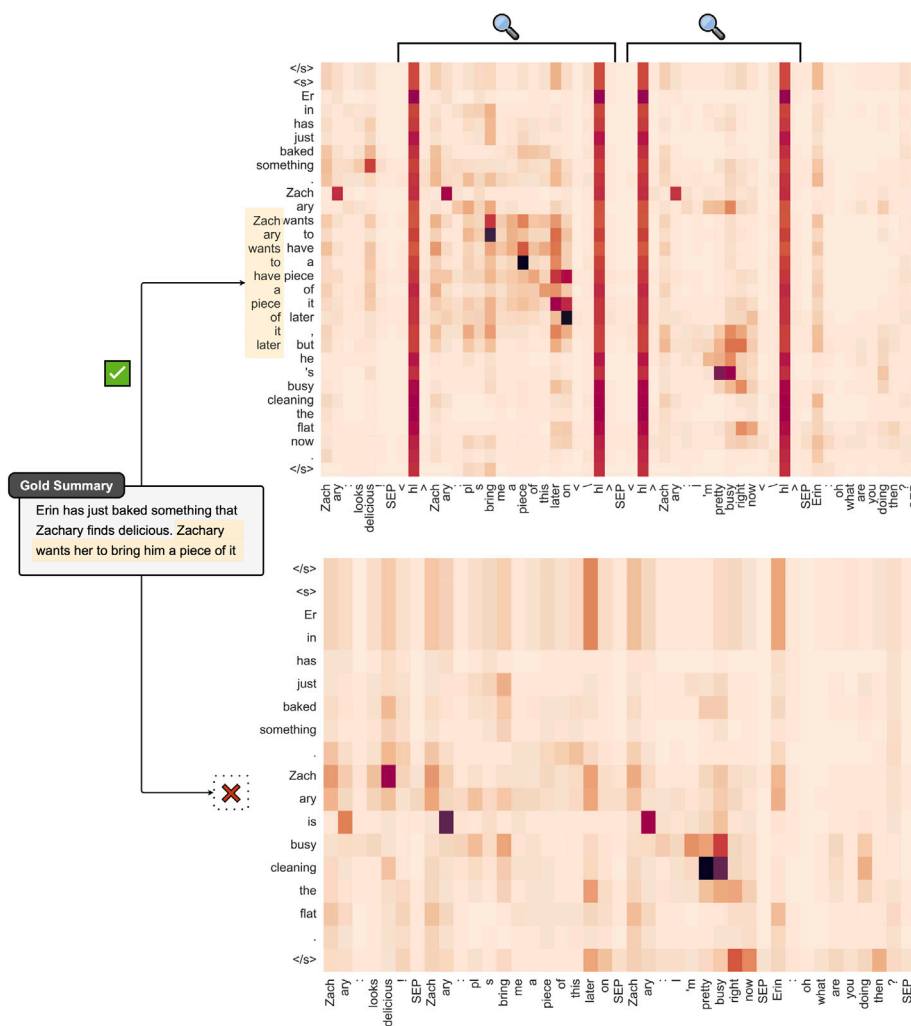 </s>
<s>
Er
in
has
just
baked
something
.
Zach
ary
wants
to
have
a
piece
of
it
later
,
but
he
's
busy
cleaning
the
flat
now
.
</s>
Zach
ary
wants
to
have
a
piece
of
it
later
Zach
ary
:
looks
delicious
!
SEP
<
hl
>
Zach
ary
:
pl
s
bring
me
a
piece
of
this
later
on
<
\
hl
>
SEP
<
hl
>
Zach
ary
:
I
'm
pretty
busy
right
now
<
\
hl
>
SEP
Erin
:
oh
what
are
you
doing
then
?
SEP
Gold Summary
Erin has just baked something that
Zachary finds delicious. Zachary
wants her to bring him a piece of it
</s>
<s>
Er
in
has
just
baked
something
.
Zach
ary
is
busy
cleaning
the
flat
.
</s>
Zach
ary
:
looks
delicious
!
SEP
Zach
ary
:
pl
s
bring
me
a
piece
of
this
later
on
SEP
Zach
ary
:
I
'm
pretty
busy
right
now
SEP
Erin
:
oh
what
are
you
doing
then
?
SEP